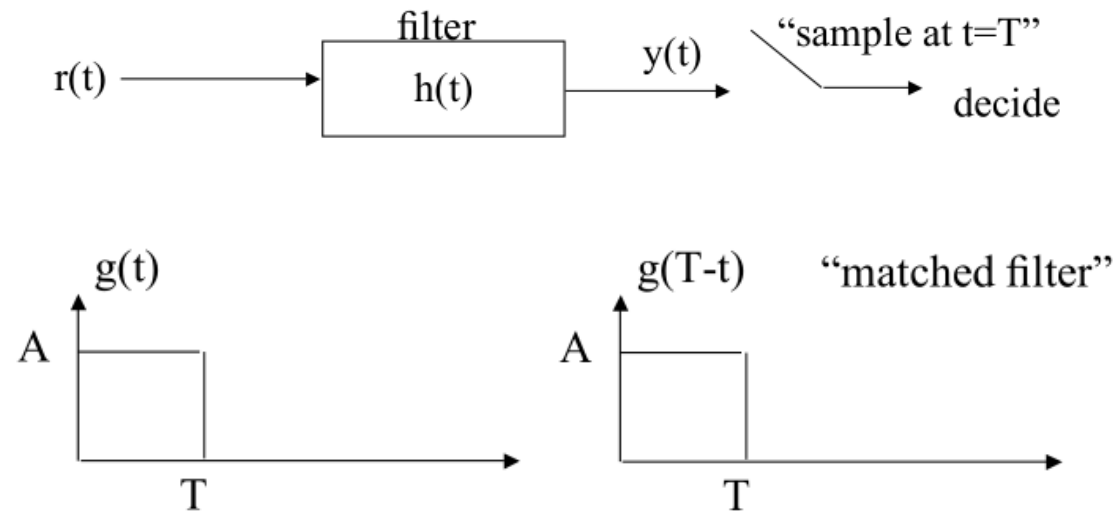 filter
r(t)
h(t)
y(t)
“sample at t=T”
decide
g(t)
A
T
g(T-t)
“matched filter”
A
T